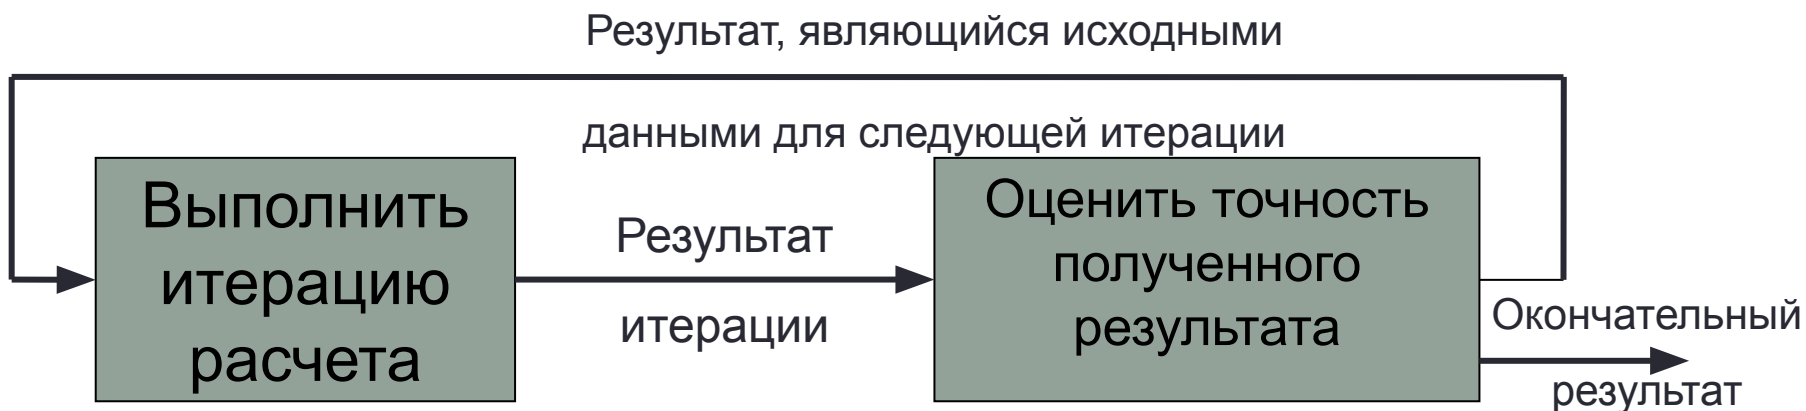 Результат, являющийся исходными
данными для следующей итерации
Выполнить
итерацию
расчета
Результат
итерации
Оценить точность
полученного
результата
Окончательный
результат